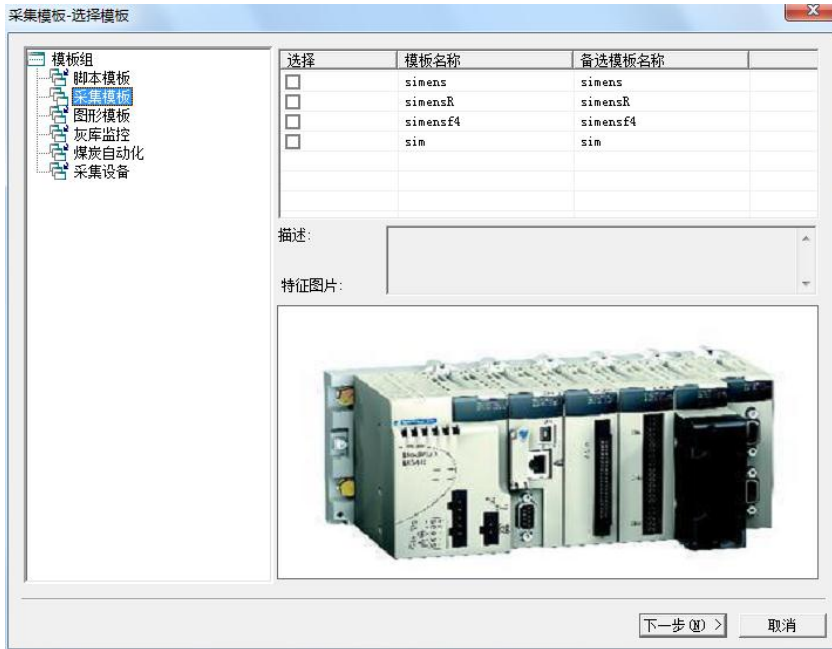 采集模板-选择模板
模板组
脚本模板
采集模板
图形模板
灰库监控
煤炭自动化
采集设备
选择 模板名称 备选模板名称
simens simens
simensR simensR
simensf4 simensf4
sim sim
描述:
特征图片:
下一步(N) >
取消